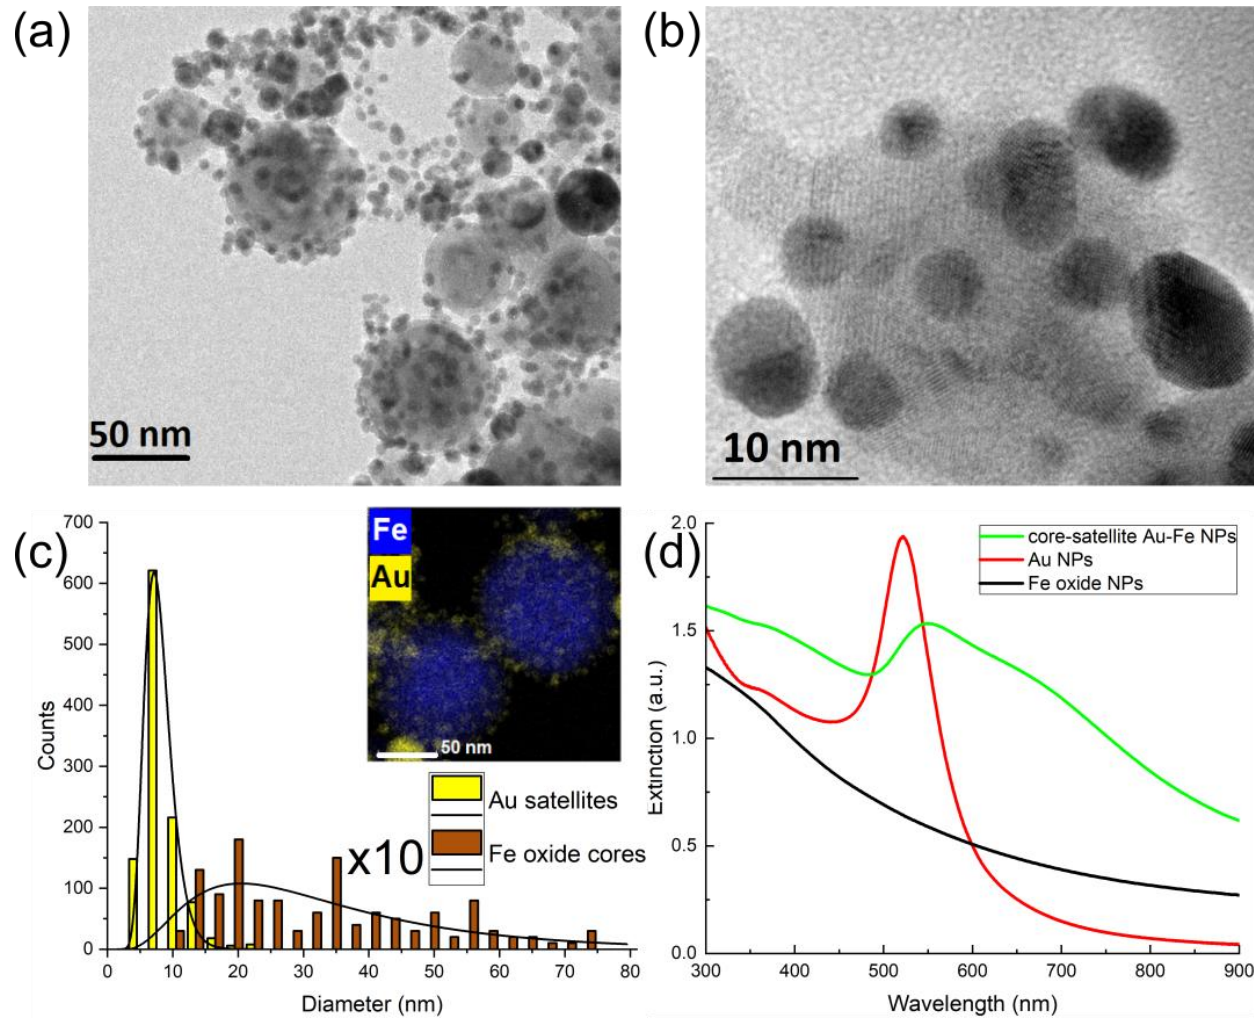 (a)
50 nm
(b)
10 nm
(c)
700
600
500
400
300
200
100
0
Counts
0 10 20 30 40 50 60 70 80
Diameter (nm)
Fe
Au
50 nm
Au satellites
x10
Fe oxide cores
(d)
2.0
1.5
1.0
0.5
0.0
Extinction (a.u.)
core-satellite Au-Fe NPs
Au NPs
Fe oxide NPs
300 400 500 600 700 800 900
Wavelength (nm)